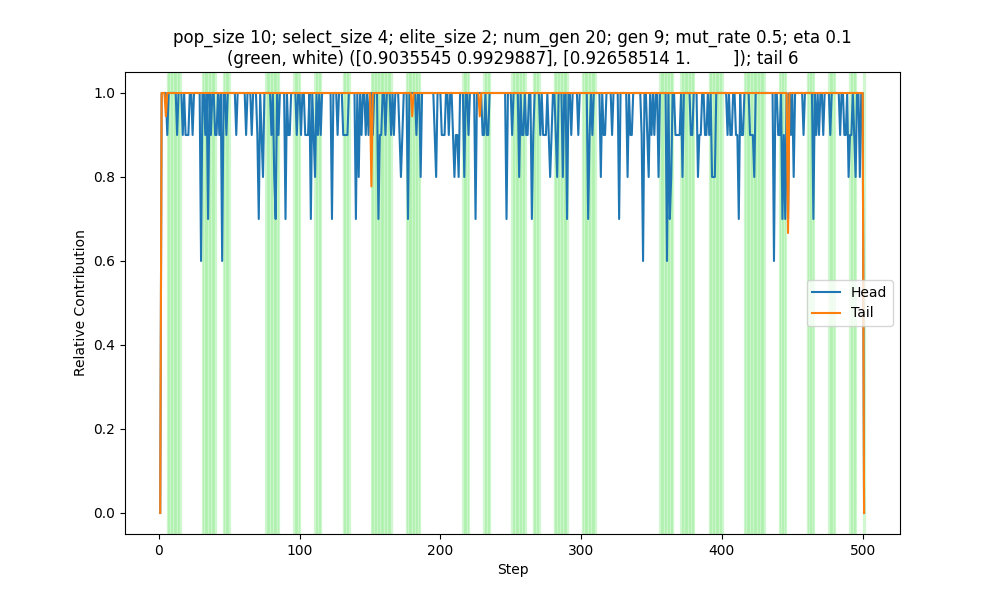 pop_size 10; select_size 4; elite_size 2; num_gen 20; gen 9; mut_rate 0.5; eta 0.1
(green, white) ([0.9035545 0.9929887], [0.92658514 1.        ]); tail 6
1.0
0.8
0.6
0.4
0.2
0.0
Relative Contribution
Head
Tail
0 100 200 300 400 500
Step